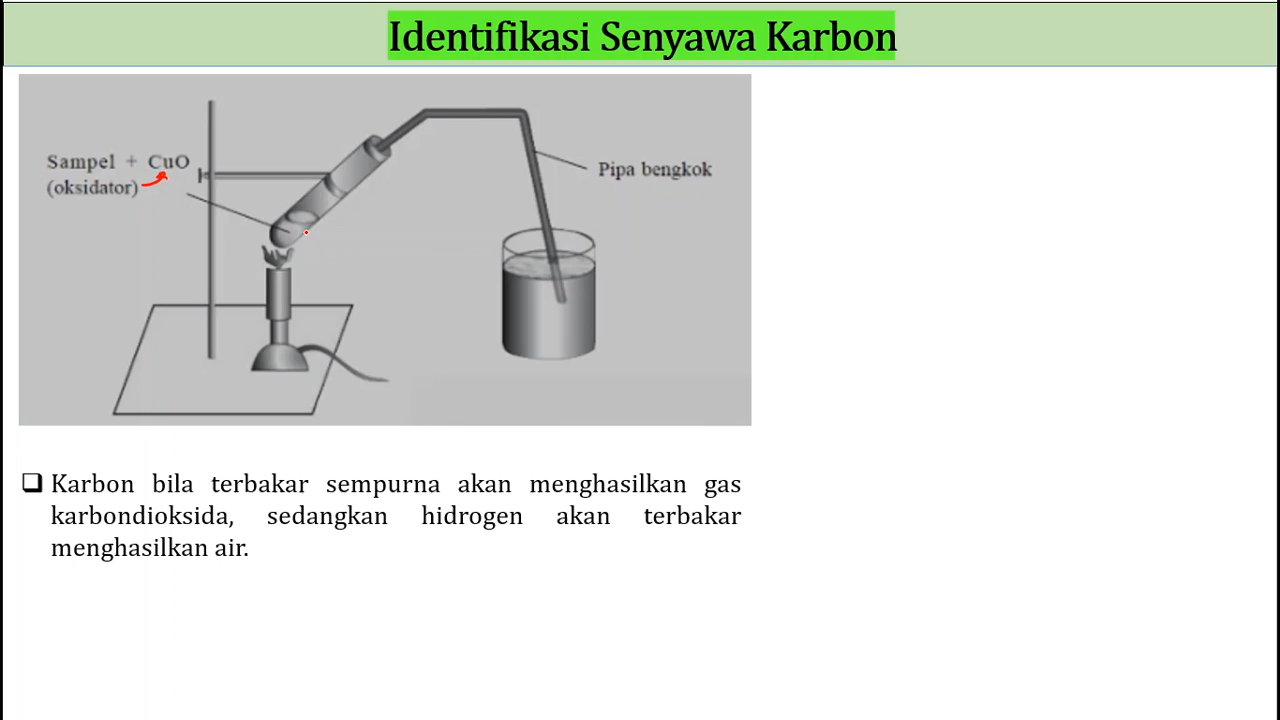 Identifikasi Senyawa Karbon
Sampel + CuO
(oksidator)
Pipa bengkok
Karbon bila terbakar sempurna akan menghasilkan gas
karbondioksida, sedangkan hidrogen akan terbakar
menghasilkan air.